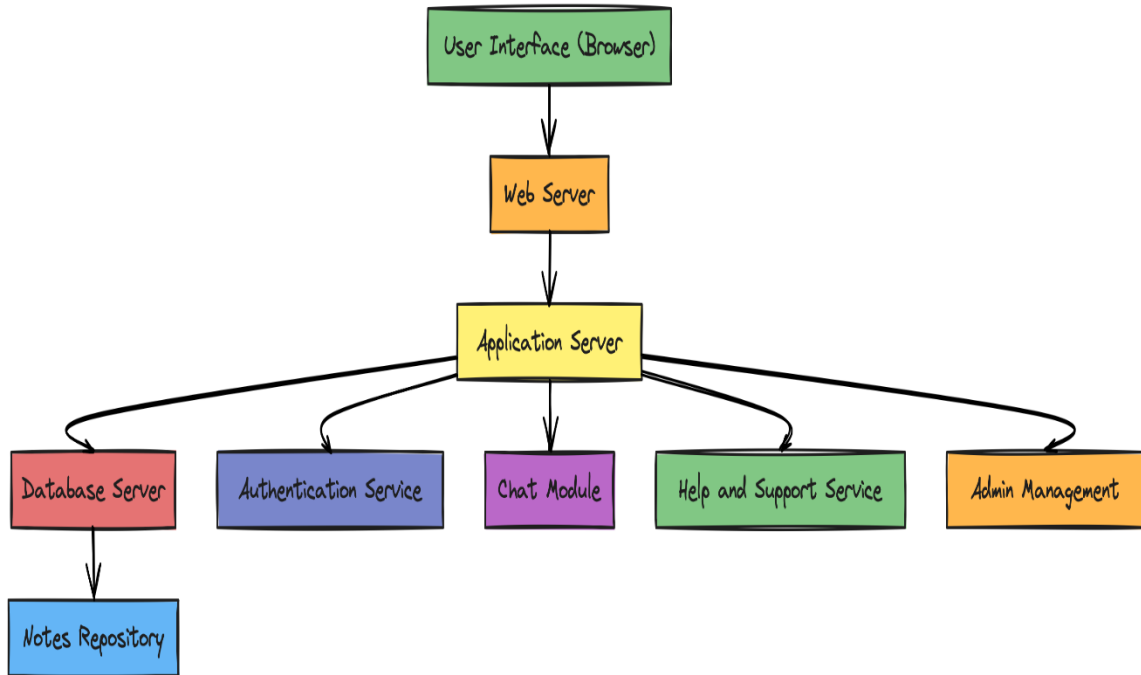 User Interface (Browser)
Web Server
Application Server
Database Server
Authentication Service
Chat Module
Help and Support Service
Admin Management
Notes Repository